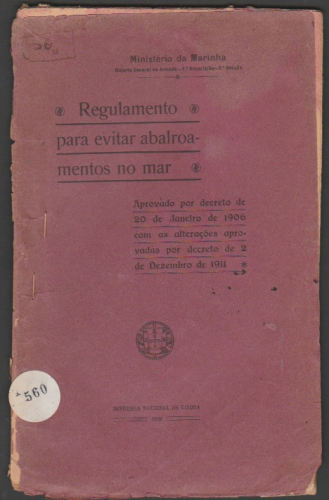 Ministério da Marinha
Regulamento
para evitar abalroa-
mentos no mar
Aprovado por decreto de
20 de Janeiro de 1906
com as alterações apro-
vadas por decreto de 2
de Dezembro de 1911
560
IMPRENSA NACIONAL DE LISBOA